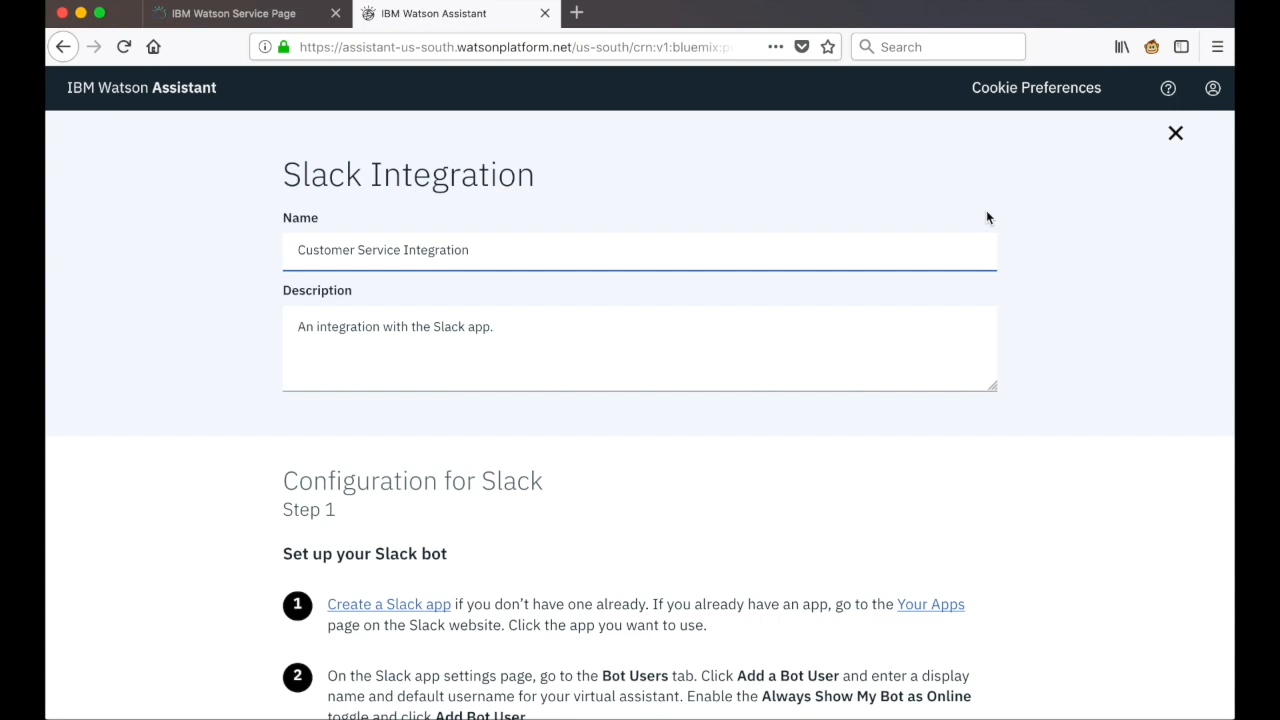 IBM Watson Service Page
IBM Watson Assistant
https://assistant-us-south.watsonplatform.net/us-south/crn:v1:bluemix:p
Search
IBM Watson Assistant
Cookie Preferences
Slack Integration
Name
Customer Service Integration
Description
An integration with the Slack app.
Configuration for Slack
Step 1
Set up your Slack bot
1
Create a Slack app if you don't have one already. If you already have an app, go to the Your Apps
page on the Slack website. Click the app you want to use.
2
On the Slack app settings page, go to the Bot Users tab. Click Add a Bot User and enter a display
name and default username for your virtual assistant. Enable the Always Show My Bot as Online
toggle and click Add Bot User